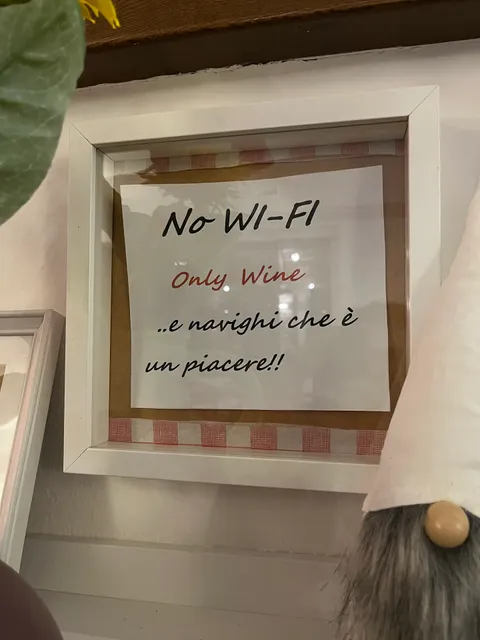 No WI-FI
Only Wine
..e navighi che è
un piacere!!